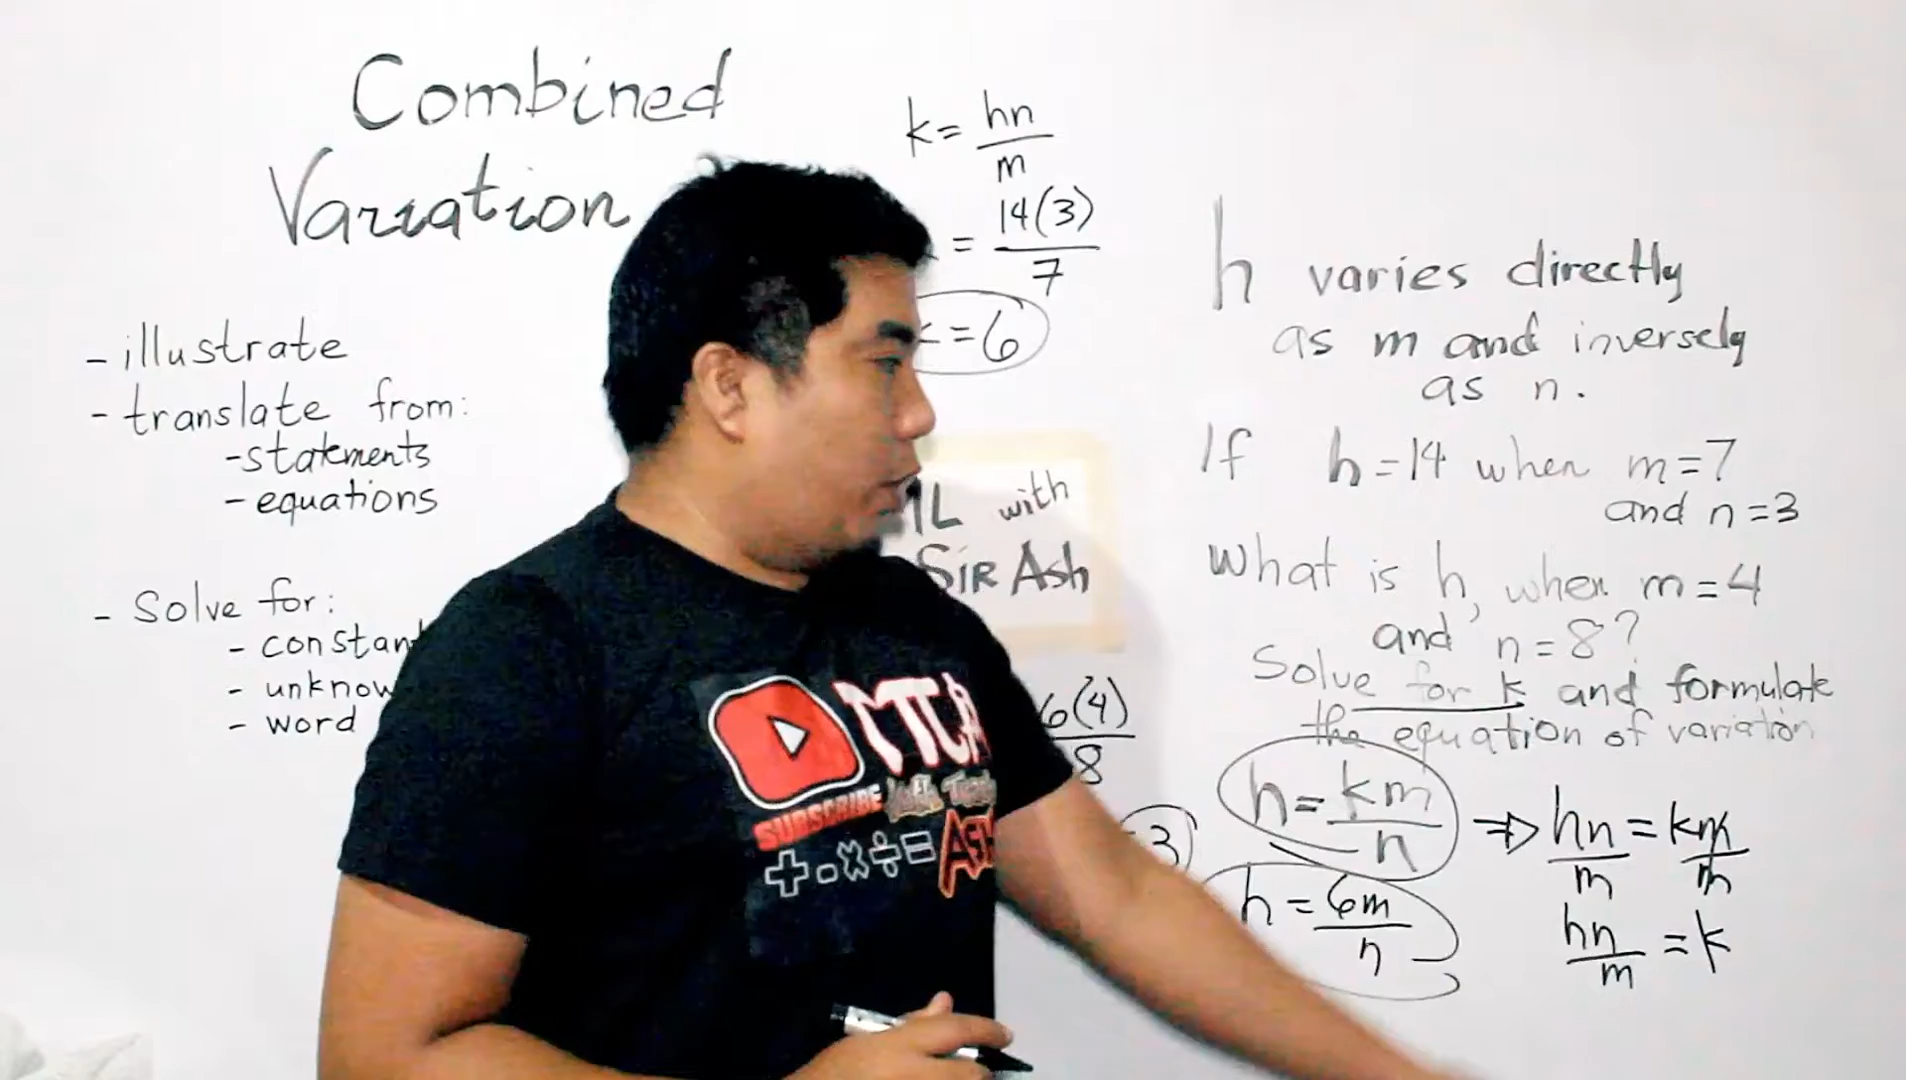 Combined
Variation
- illustrate
- translate from:
- statements
- equations
- Solve for:
- constant
- unknow
- word
k = hn
m
= 14(3)
7
k = 6
ML with
Sir Ash
6(4)
8
= 3
h varies directly
as m and inversely
as n.
If h = 14 when m = 7
and n = 3
What is h, when m = 4
and n = 8?
Solve for k and formulate
the equation of variation
h = km
n
⇒ hn = km
m m
h = 6m
n
hn = k
m
SUBSCRIBE
+ - × ÷ =